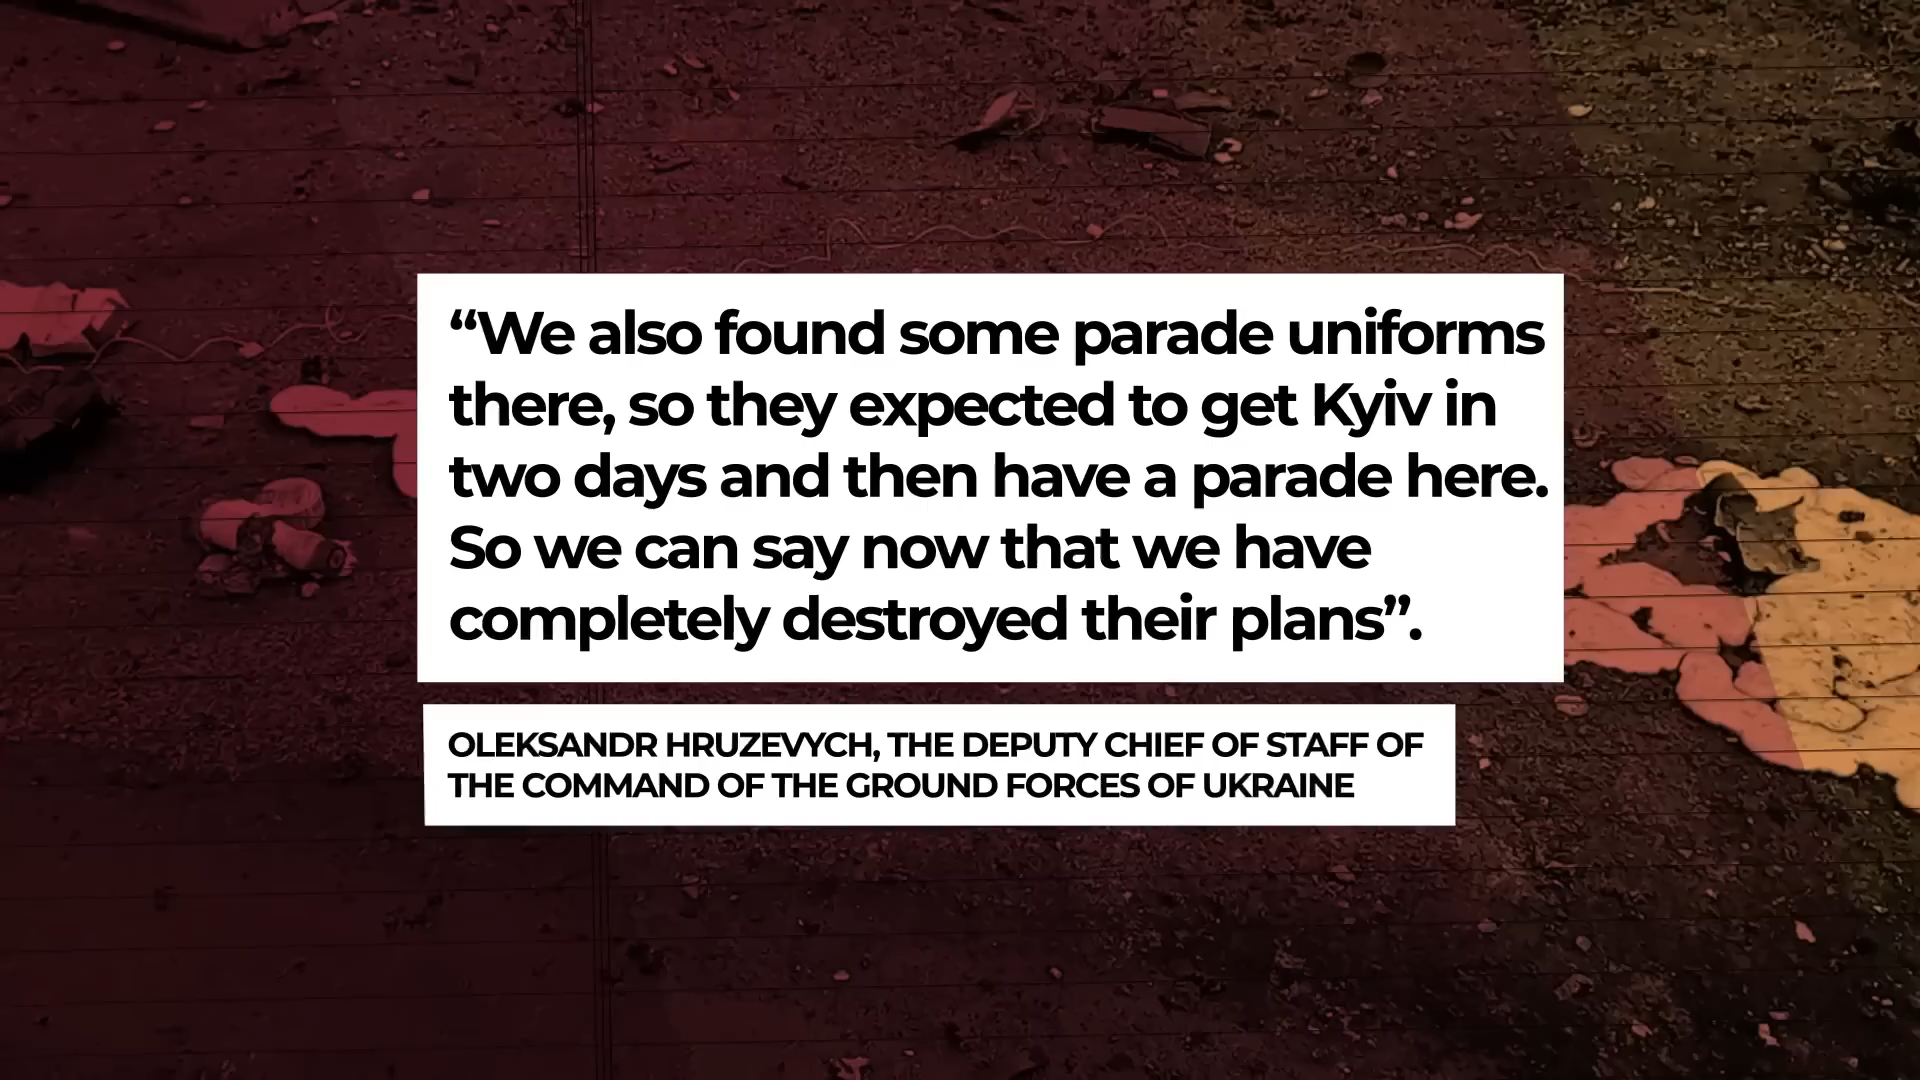 “We also found some parade uniforms
there, so they expected to get Kyiv in
two days and then have a parade here.
So we can say now that we have
completely destroyed their plans”.
OLEKSANDR HRUZEVYCH, THE DEPUTY CHIEF OF STAFF OF
THE COMMAND OF THE GROUND FORCES OF UKRAINE